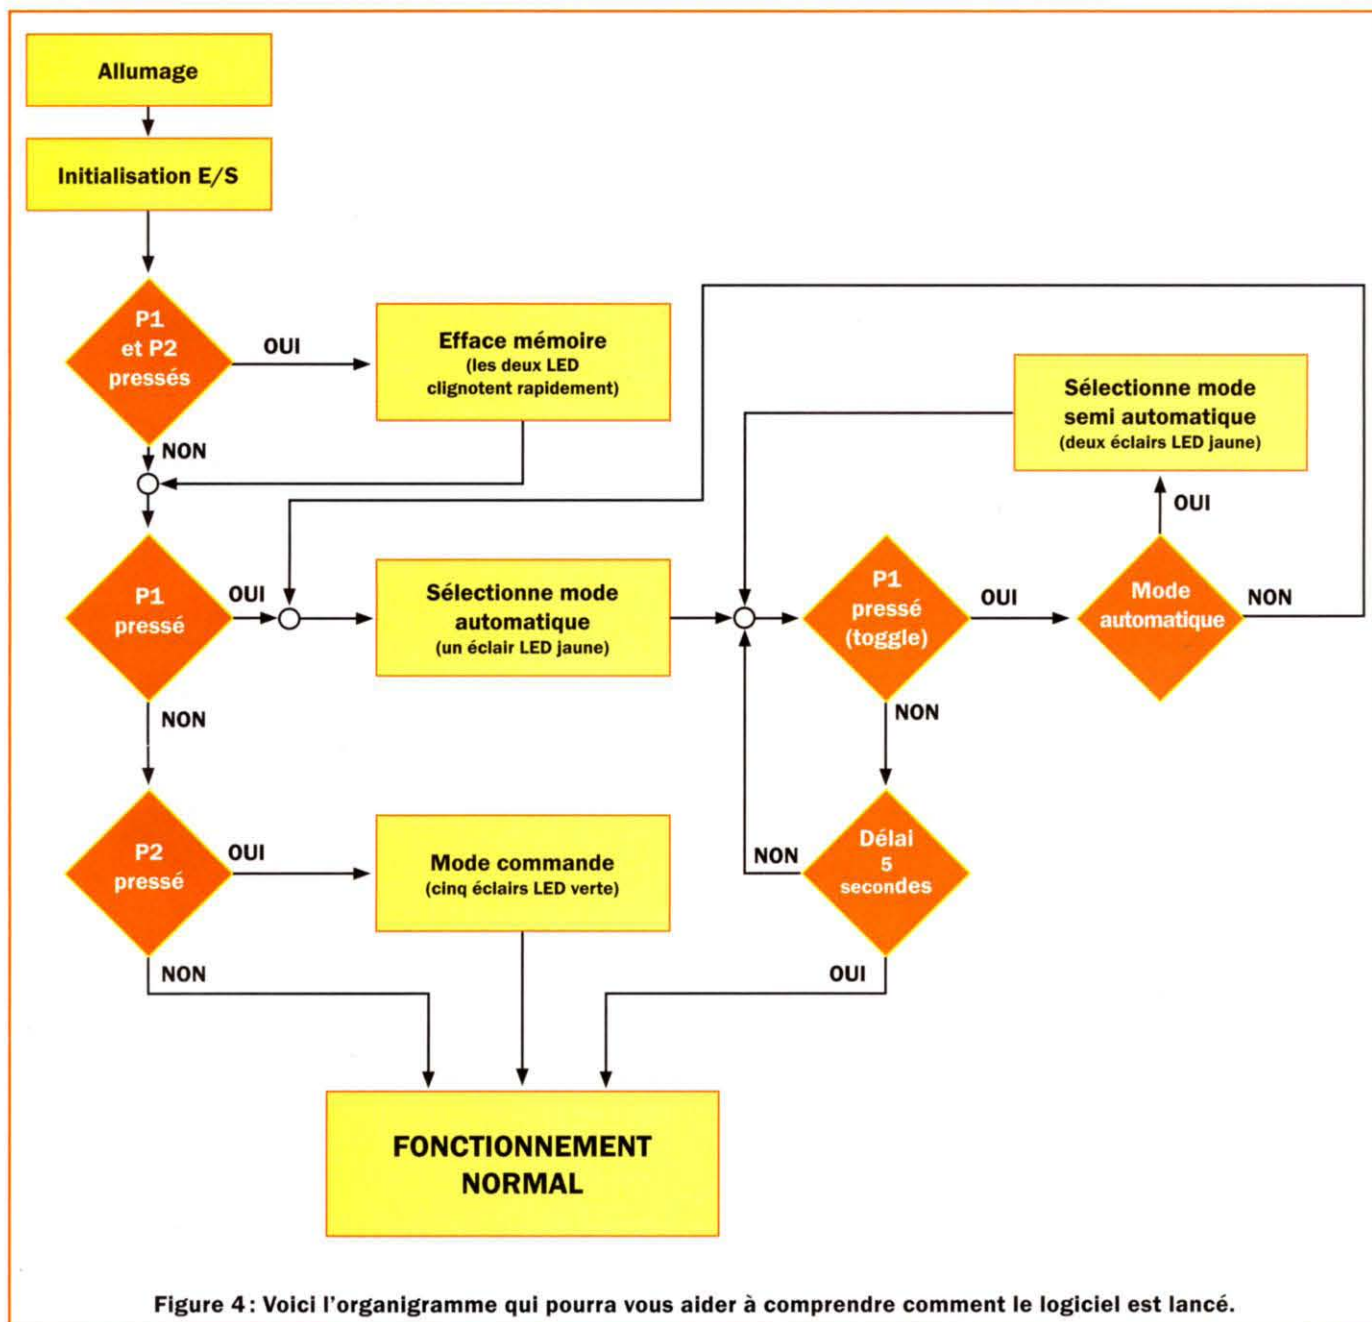 Allumage
Initialisation E/S
P1
et P2
pressés
OUI
Efface mémoire
(les deux LED
clignotent rapidement)
NON
Sélectionne mode
semi automatique
(deux éclairs LED jaune)
OUI
P1
pressé
OUI
Sélectionne mode
automatique
(un éclair LED jaune)
P1
pressé
(toggle)
OUI
Mode
automatique
NON
NON
NON
P2
pressé
OUI
Mode commande
(cinq éclairs LED verte)
NON
Délai
5
secondes
NON
OUI
FONCTIONNEMENT
NORMAL
Figure 4 : Voici l'organigramme qui pourra vous aider à comprendre comment le logiciel est lancé.